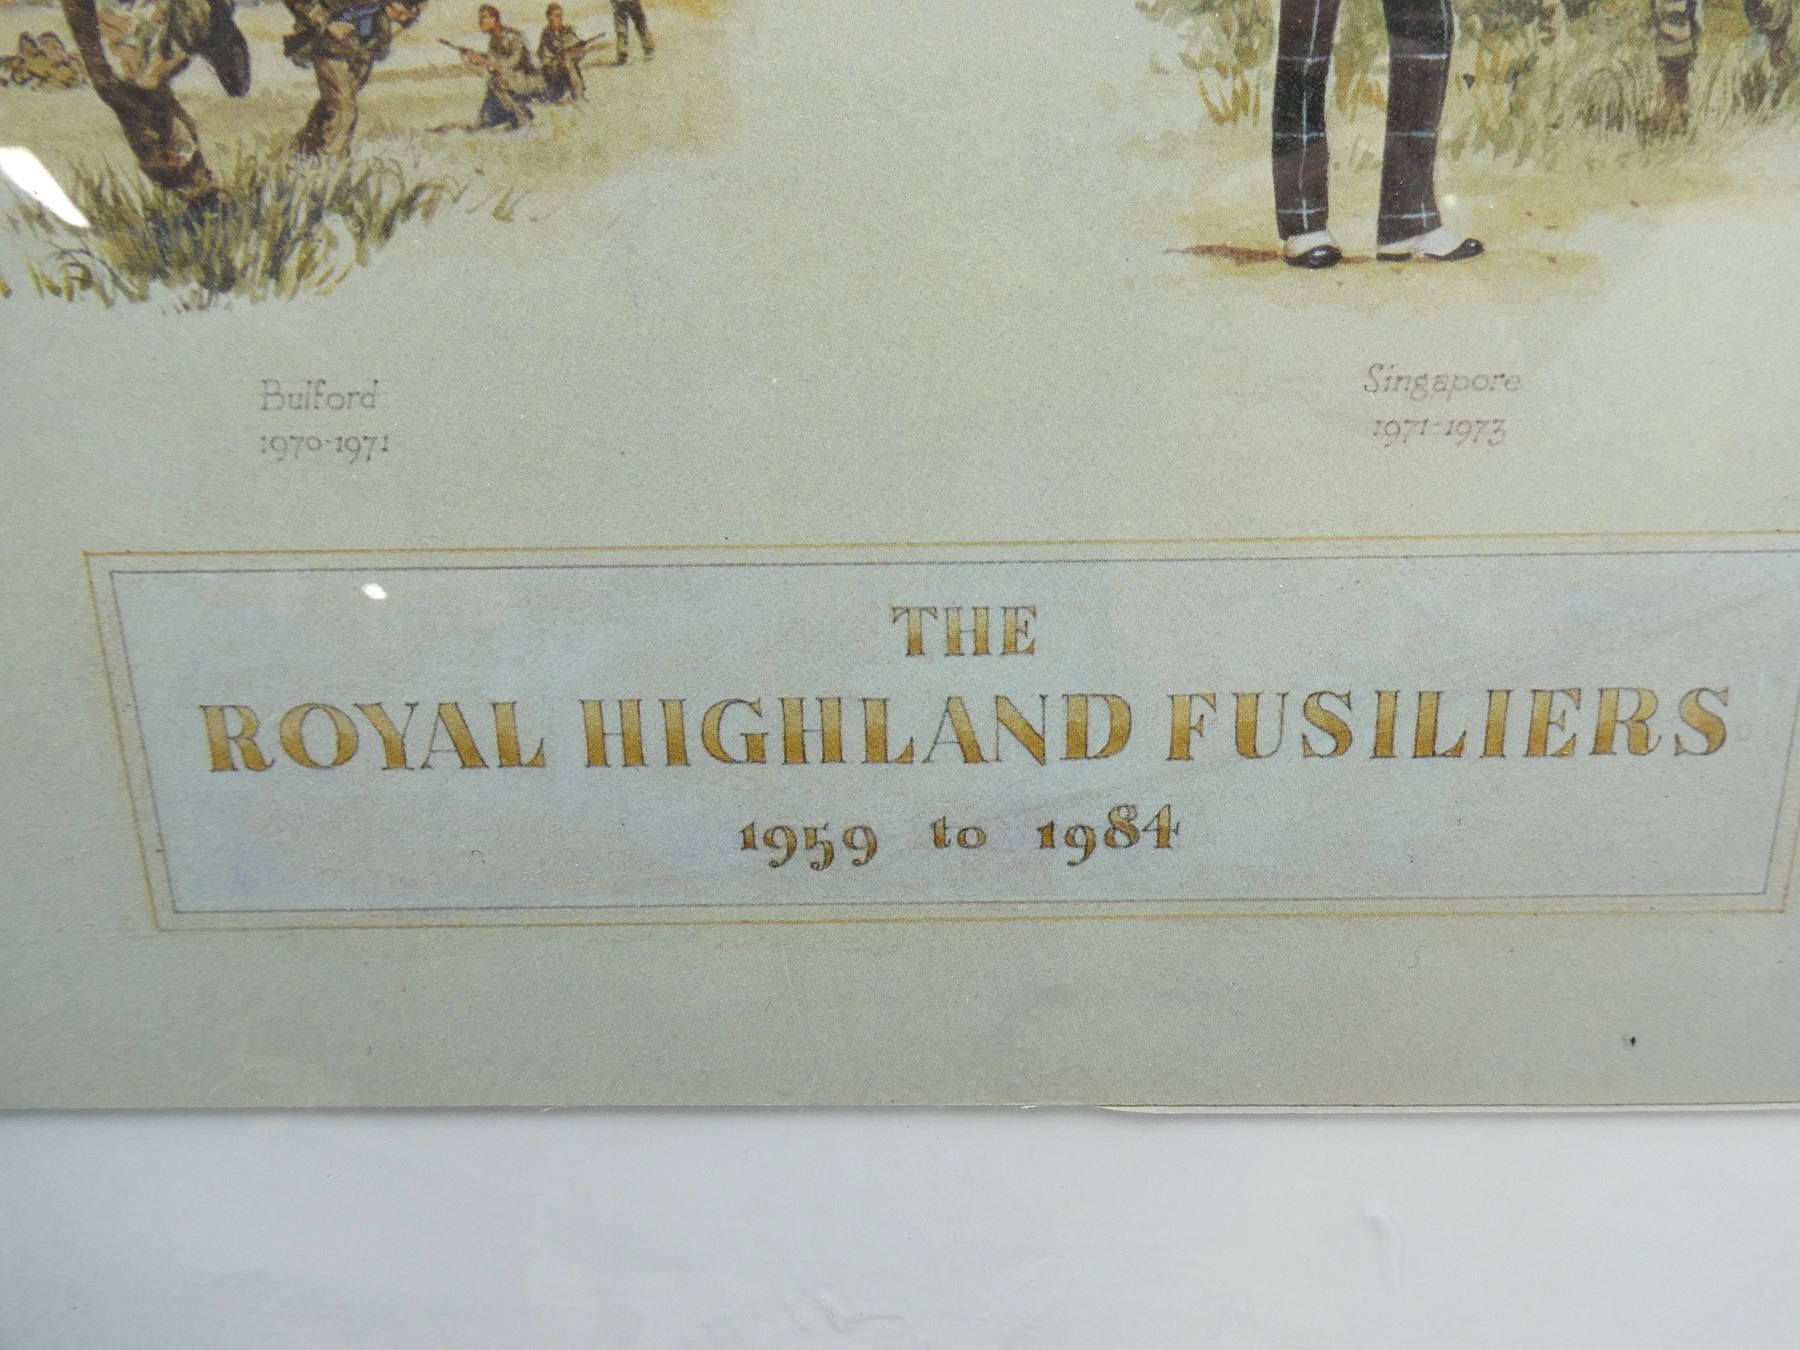 Bulford
1970-1971
Singapore
1971-1973
THE
ROYAL HIGHLAND FUSILIERS
1959 to 1984